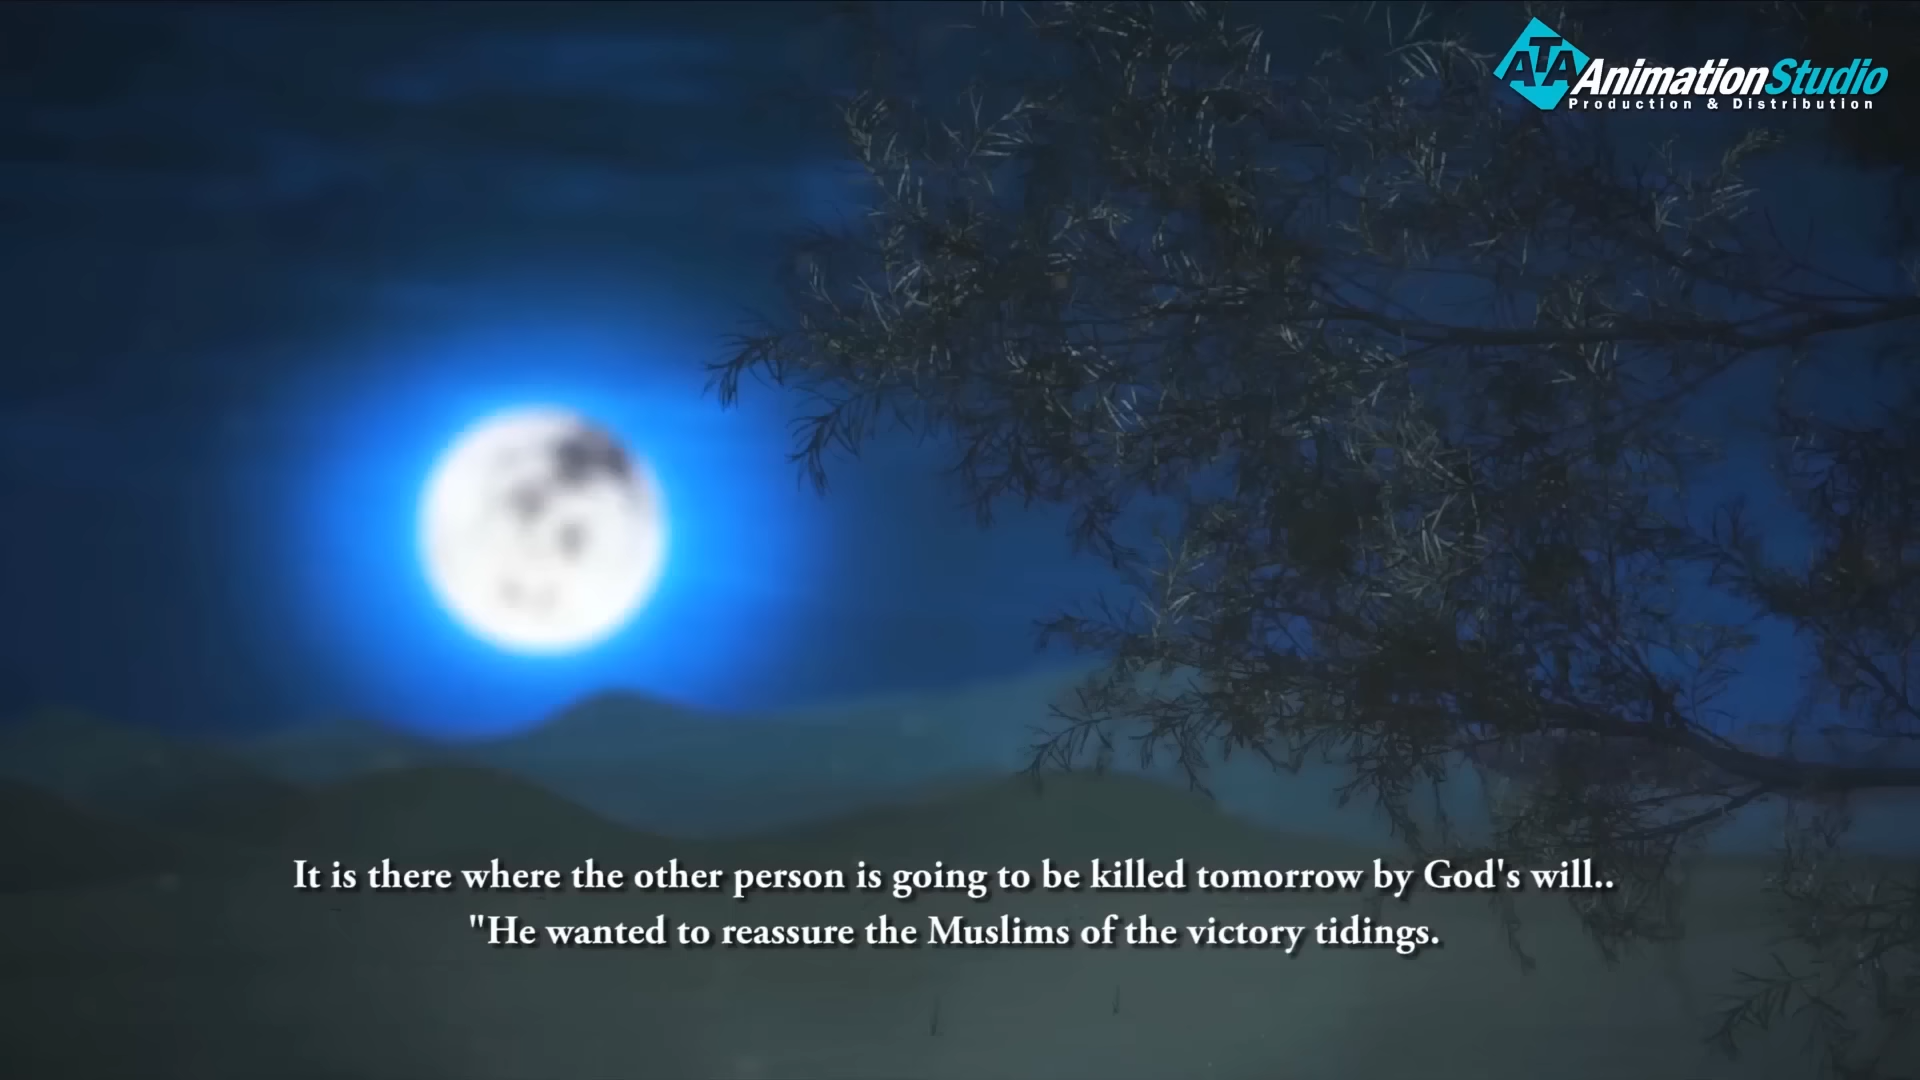 ATA AnimationStudio
Production & Distribution
It is there where the other person is going to be killed tomorrow by God's will..
"He wanted to reassure the Muslims of the victory tidings.